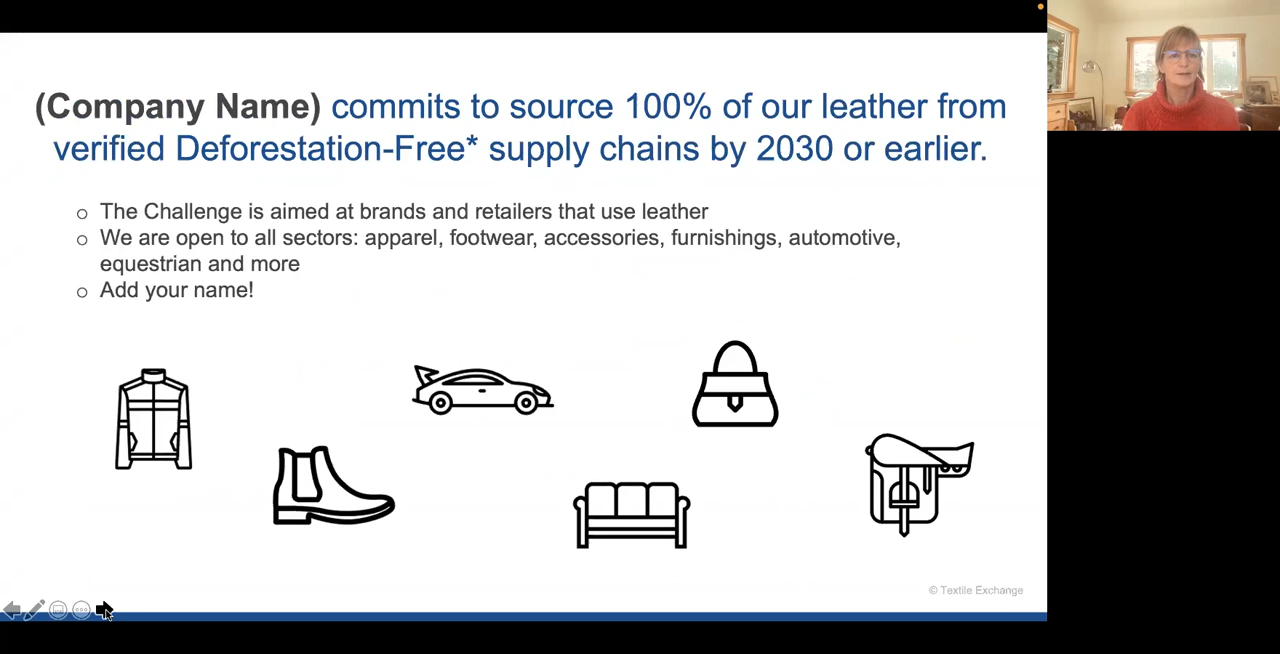 (Company Name) commits to source 100% of our leather from
verified Deforestation-Free* supply chains by 2030 or earlier.
○ The Challenge is aimed at brands and retailers that use leather
○ We are open to all sectors: apparel, footwear, accessories, furnishings, automotive,
equestrian and more
○ Add your name!
© Textile Exchange